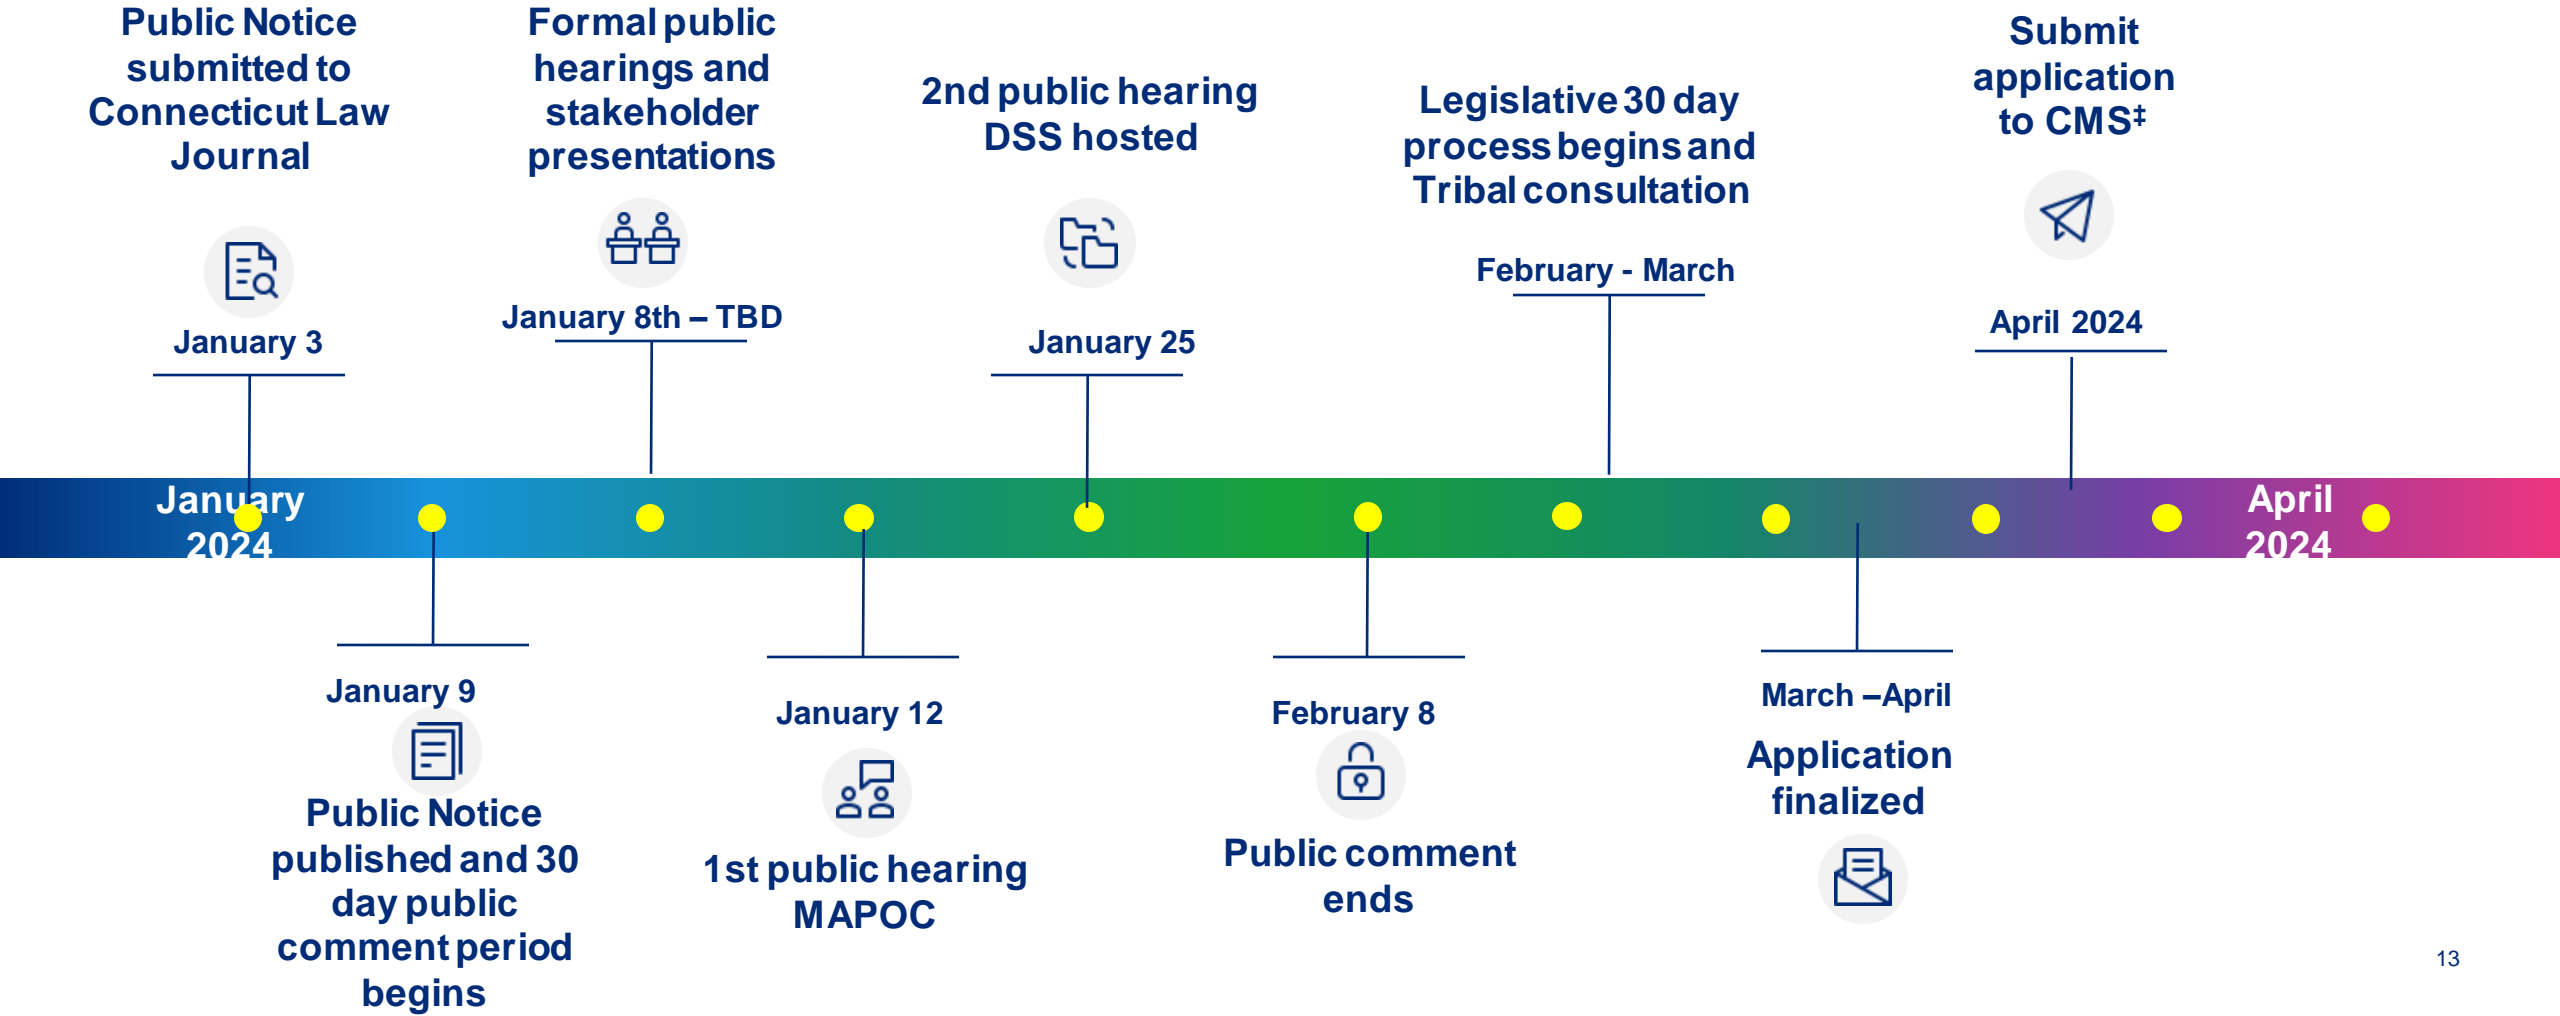 Public Notice
submitted to
Connecticut Law
Journal
January 3
Formal public
hearings and
stakeholder
presentations
January 8th – TBD
2nd public hearing
DSS hosted
January 25
Legislative 30 day
process begins and
Tribal consultation
February - March
Submit
application
to CMS‡
April 2024
January
2024
April
2024
January 9
Public Notice
published and 30
day public
comment period
begins
January 12
1st public hearing
MAPOC
February 8
Public comment
ends
March –April
Application
finalized
13